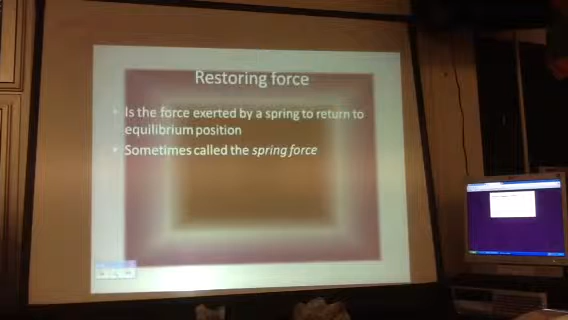 Restoring force
• Is the force exerted by a spring to return to
equilibrium position
• Sometimes called the spring force